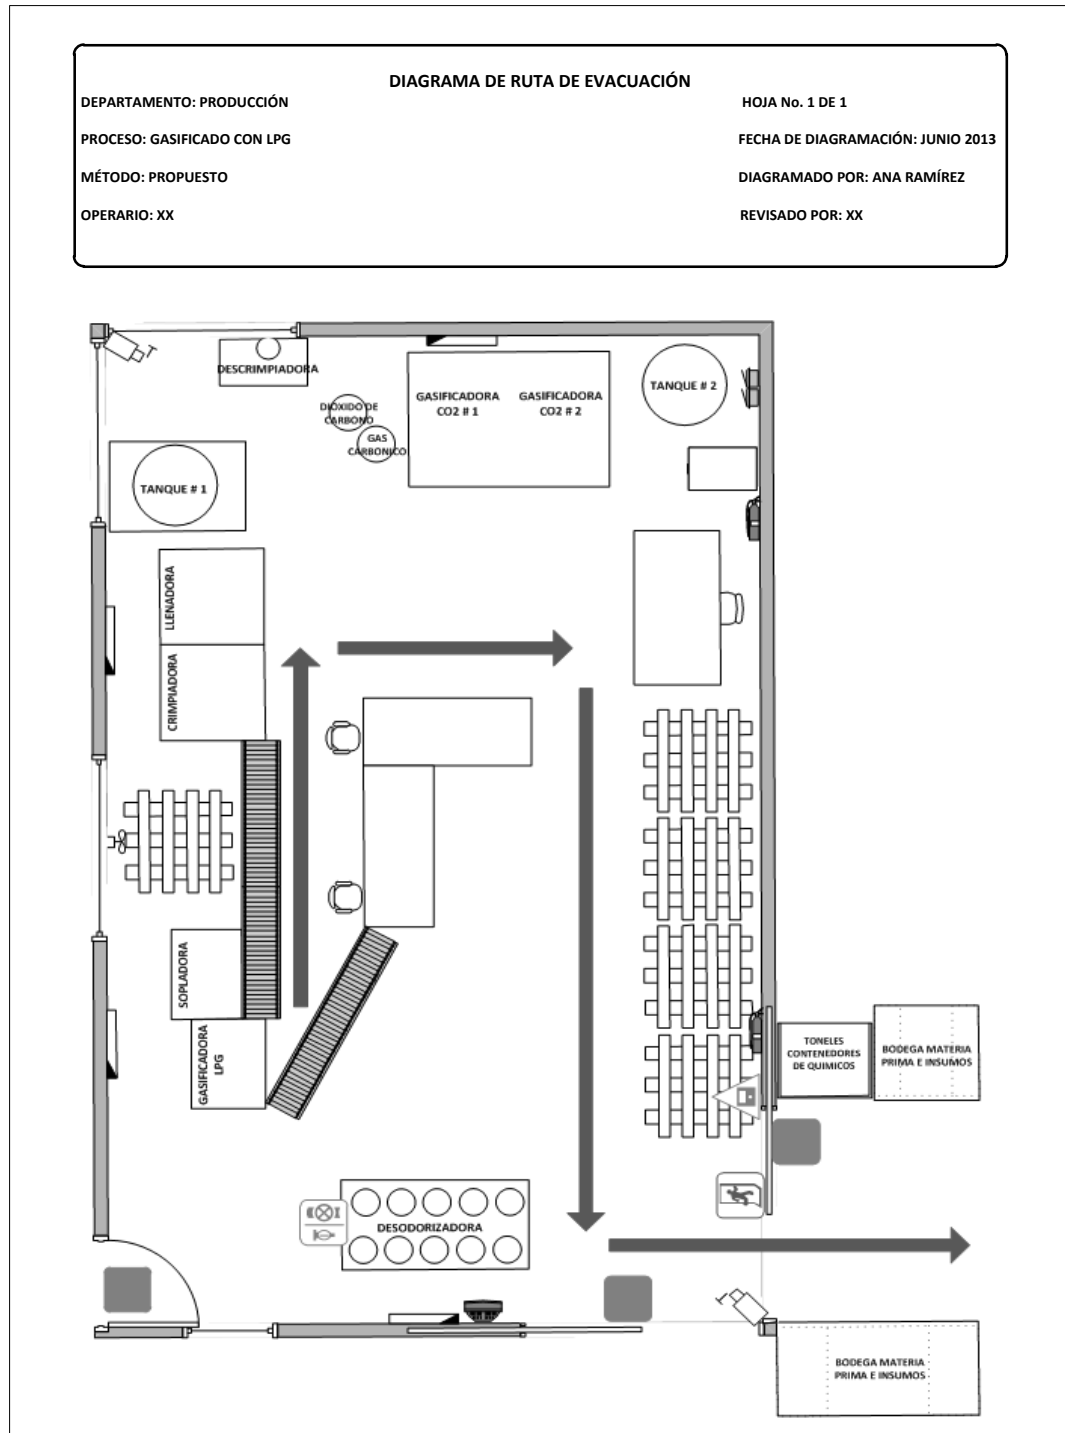 DIAGRAMA DE RUTA DE EVACUACIÓN
DEPARTAMENTO: PRODUCCIÓN
HOJA No. 1 DE 1
PROCESO: GASIFICADO CON LPG
FECHA DE DIAGRAMACIÓN: JUNIO 2013
MÉTODO: PROPUESTO
DIAGRAMADO POR: ANA RAMÍREZ
OPERARIO: XX
REVISADO POR: XX
DESCRIMPIADORA
DIÓXIDO DE
CARBONO
GAS
CARBONICO
GASIFICADORA
CO2 # 1
GASIFICADORA
CO2 # 2
TANQUE # 2
TANQUE # 1
LLENADORA
CRIMPIADORA
SOPLADORA
GASIFICADORA
LPG
TONELES
CONTENEDORES
DE QUIMICOS
BODEGA MATERIA
PRIMA E INSUMOS
DESODORIZADORA
BODEGA MATERIA
PRIMA E INSUMOS